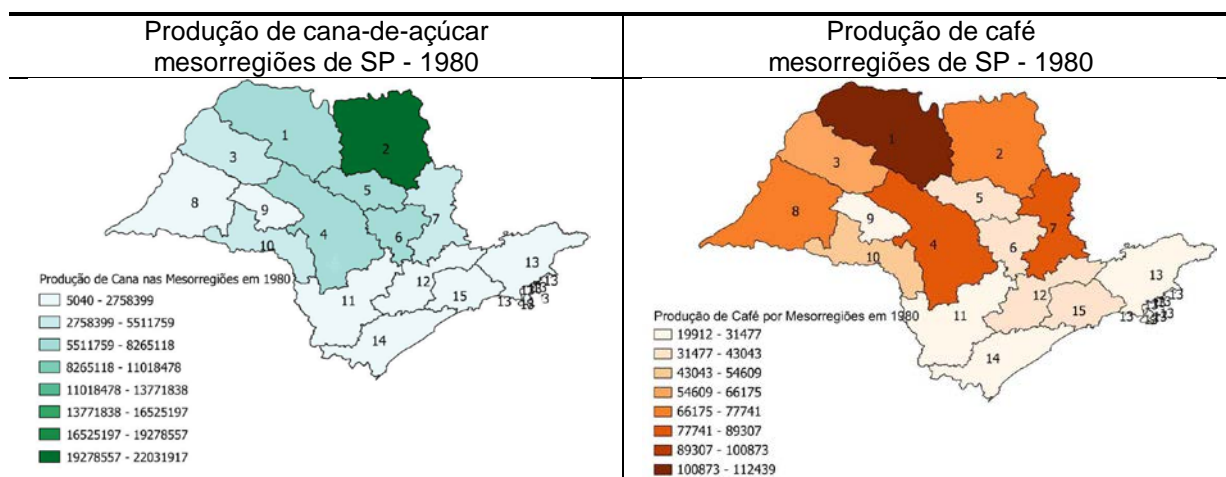 Produção de cana-de-açúcar
mesorregiões de SP - 1980
1
2
3
5
8
9
7
4
6
10
13
12
11
15
14
Produção de Cana nas Mesorregiões em 1980
5040 - 2758399
2758399 - 5511759
5511759 - 8265118
8265118 - 11018478
11018478 - 13771838
13771838 - 16525197
16525197 - 19278557
19278557 - 22031917
Produção de café
mesorregiões de SP - 1980
1
2
3
5
8
9
7
4
6
10
13
12
11
15
14
Produção de Café por Mesorregiões em 1980
19912 - 31477
31477 - 43043
43043 - 54609
54609 - 66175
66175 - 77741
77741 - 89307
89307 - 100873
100873 - 112439